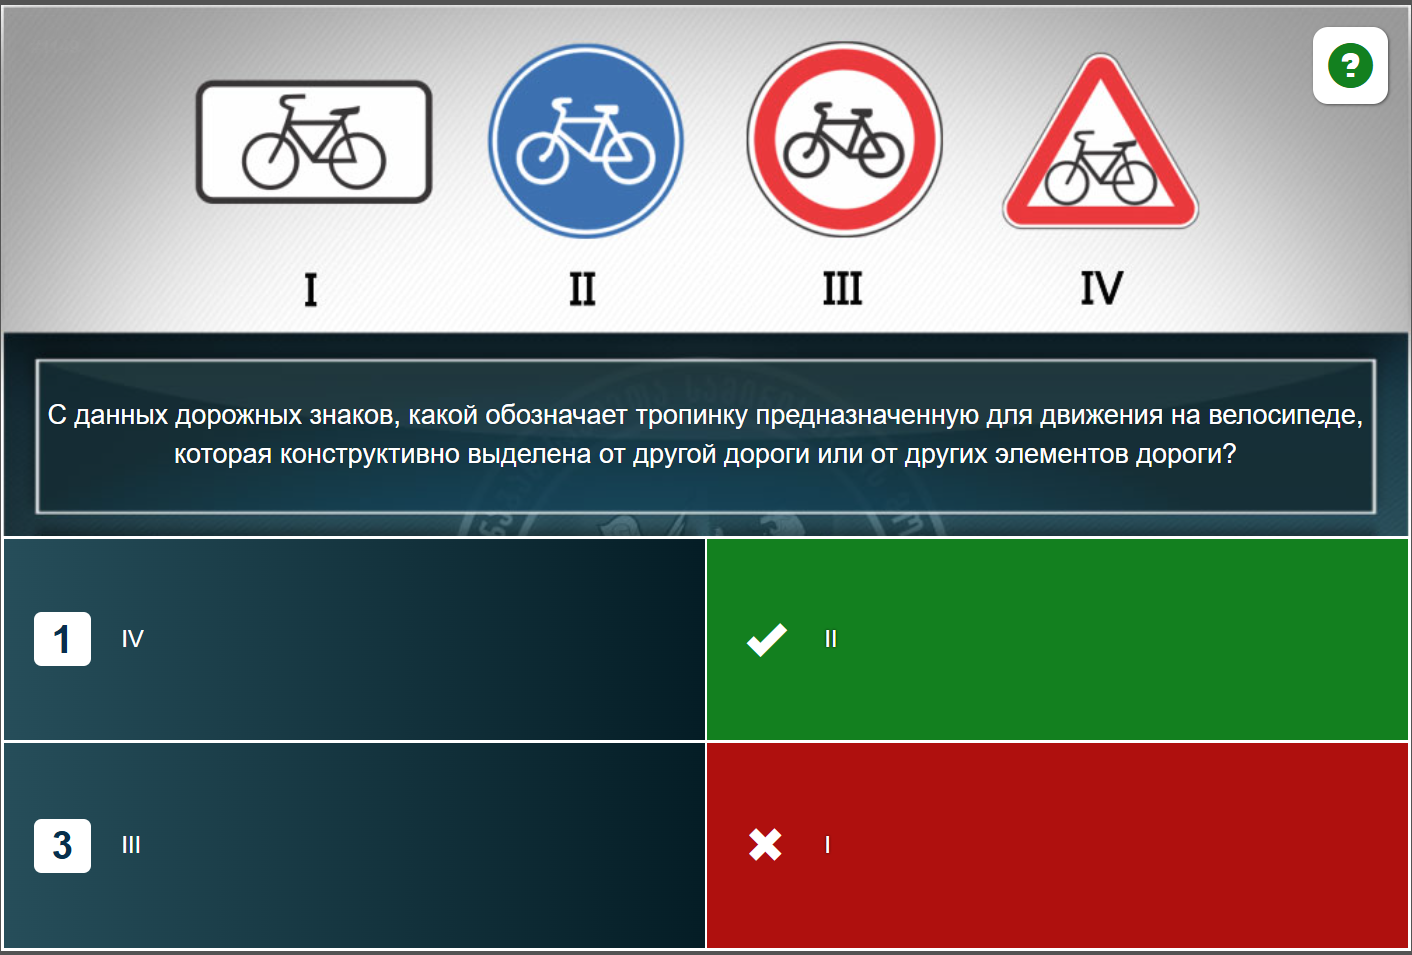 ?
I II III IV
С данных дорожных знаков, какой обозначает тропинку предназначенную для движения на велосипеде,
которая конструктивно выделена от другой дороги или от других элементов дороги?
1 IV
II
3 III
I